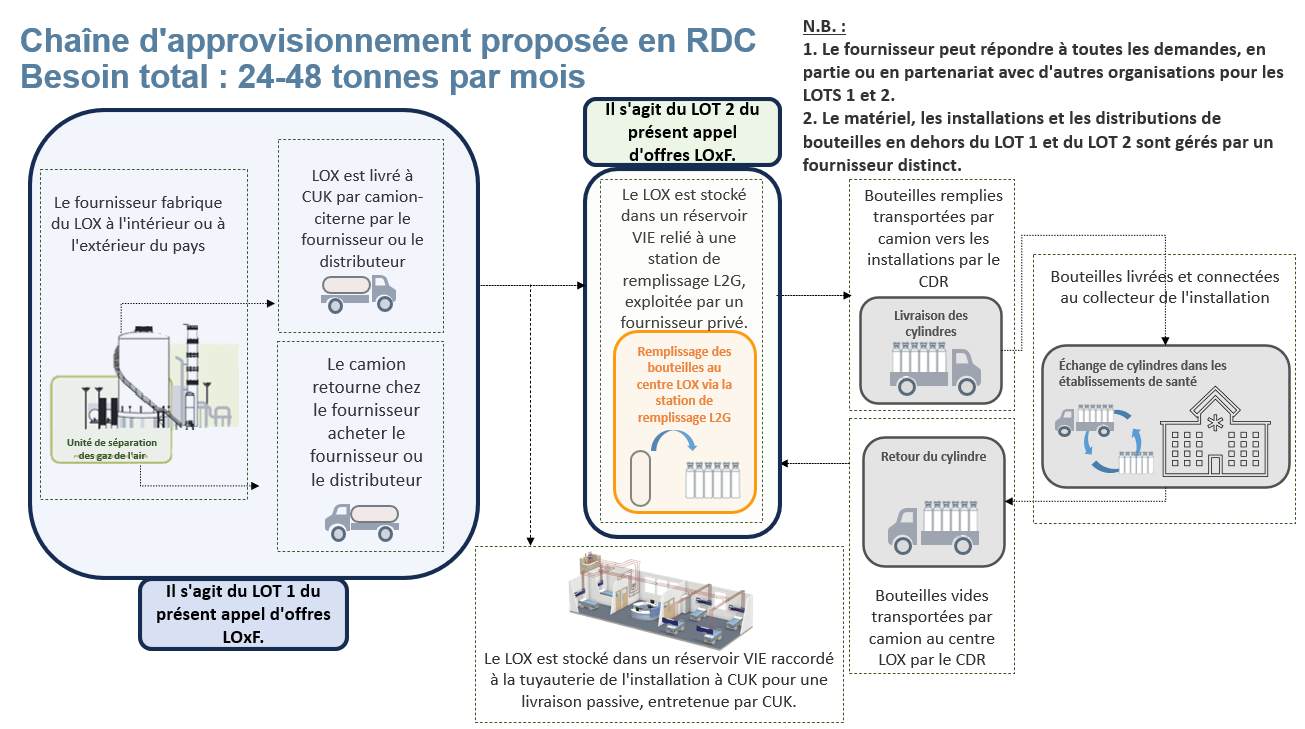 Chaîne d'approvisionnement proposée en RDC
Besoin total : 24-48 tonnes par mois
N.B. :
1. Le fournisseur peut répondre à toutes les demandes, en
partie ou en partenariat avec d'autres organisations pour les
LOTS 1 et 2.
2. Le matériel, les installations et les distributions de
bouteilles en dehors du LOT 1 et du LOT 2 sont gérés par un
fournisseur distinct.
Le fournisseur fabrique
du LOX à l'intérieur ou à
l'extérieur du pays
Unité de séparation
des gaz de l'air
LOX est livré à
CUK par camion-
citerne par le
fournisseur ou le
distributeur
Le camion
retourne chez
le fournisseur
acheter le
fournisseur ou
le distributeur
Il s'agit du LOT 1 du
présent appel d'offres
LOxF.
Il s'agit du LOT 2 du
présent appel
d'offres LOxF.
Le LOX est stocké
dans un réservoir
VIE relié à une
station de
remplissage L2G,
exploitée par un
fournisseur privé.
Remplissage des
bouteilles au
centre LOX via la
station de
remplissage L2G
Le LOX est stocké dans un réservoir VIE raccordé
à la tuyauterie de l'installation à CUK pour une
livraison passive, entretenue par CUK.
Bouteilles remplies
transportées par
camion vers les
installations par le
CDR
Livraison des
cylindres
Bouteilles livrées et connectées
au collecteur de l'installation
Échange de cylindres dans les
établissements de santé
Retour du cylindre
Bouteilles vides
transportées par
camion au centre
LOX par le CDR